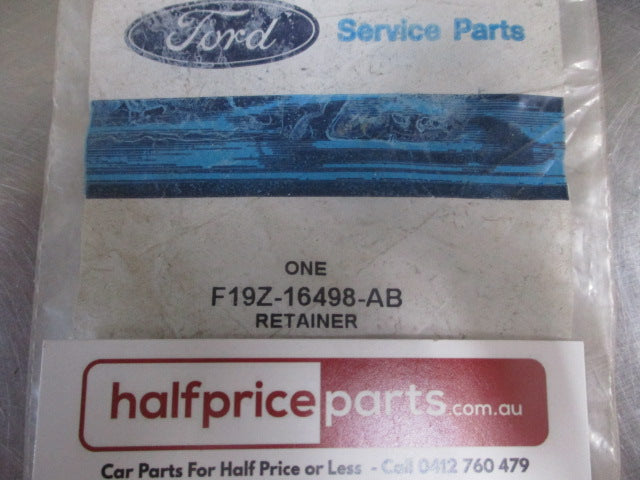 Ford Service Parts
ONE
F19Z-16498-AB
RETAINER
halfpriceparts.com.au
Car Parts For Half Price or Less - Call 0412 760 479